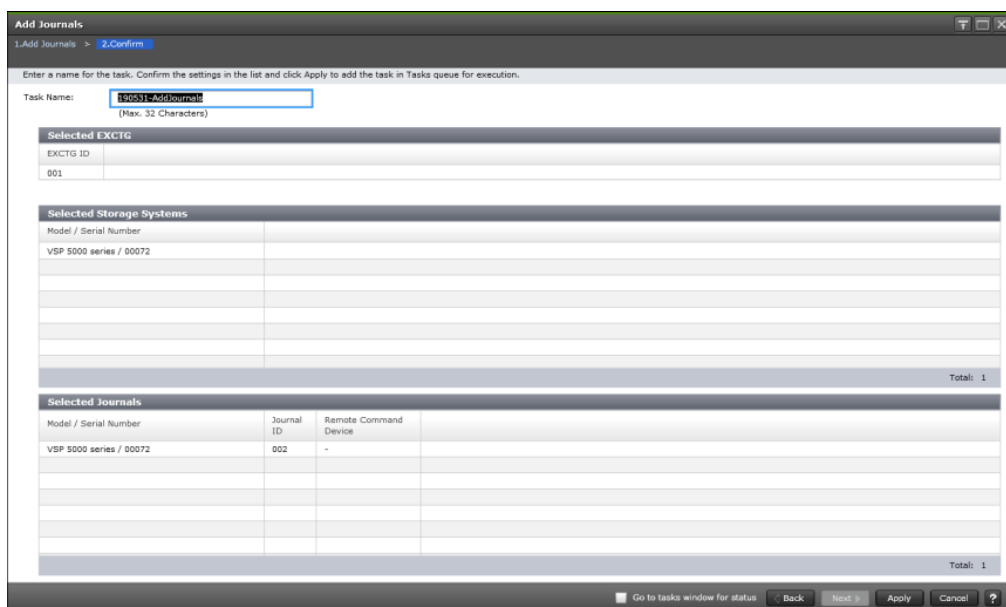 Add Journals
1.Add Journals > 2.Confirm
Enter a name for the task. Confirm the settings in the list and click Apply to add the task in Tasks queue for execution.
Task Name: 190531-AddJournals
(Max. 32 Characters)
Selected EXCTG
EXCTG ID
001
Selected Storage Systems
Model / Serial Number
VSP 5000 series / 00072
Total: 1
Selected Journals
Model / Serial Number Journal ID Remote Command Device
VSP 5000 series / 00072 002 -
Total: 1
Go to tasks window for status Back Next Apply Cancel ?